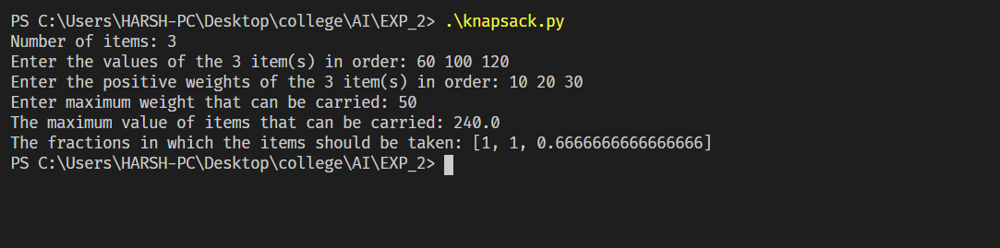 PS C:\Users\HARSH-PC\Desktop\college\AI\EXP_2> .\knapsack.py
Number of items: 3
Enter the values of the 3 item(s) in order: 60 100 120
Enter the positive weights of the 3 item(s) in order: 10 20 30
Enter maximum weight that can be carried: 50
The maximum value of items that can be carried: 240.0
The fractions in which the items should be taken: [1, 1, 0.6666666666666666]
PS C:\Users\HARSH-PC\Desktop\college\AI\EXP_2>